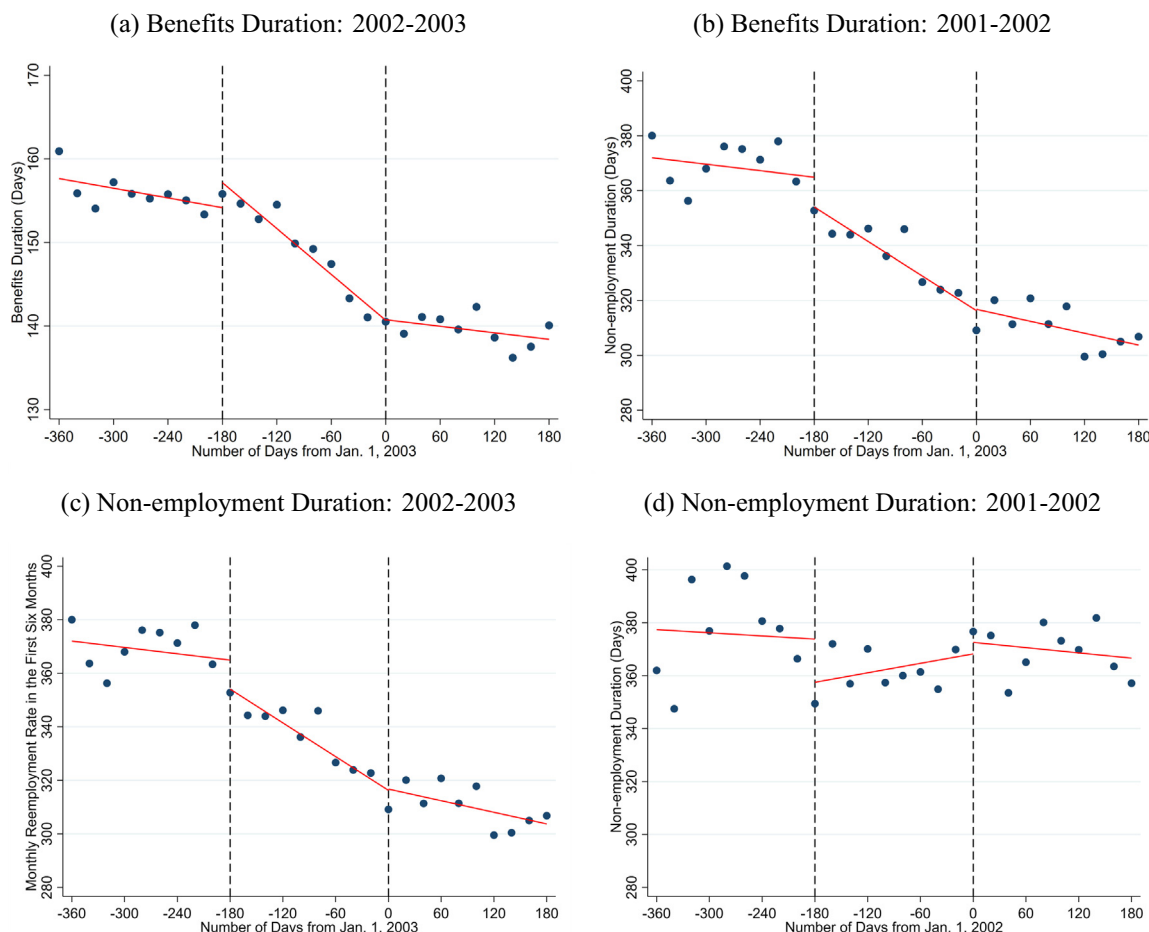 (a) Benefits Duration: 2002-2003
Benefits Duration (Days)
170
160
150
140
130
-360 -300 -240 -180 -120 -60 0 60 120 180
Number of Days from Jan. 1, 2003
(b) Benefits Duration: 2001-2002
Non-employment Duration (Days)
400
380
360
340
320
300
280
-360 -300 -240 -180 -120 -60 0 60 120 180
Number of Days from Jan. 1, 2003
(c) Non-employment Duration: 2002-2003
Monthly Reemployment Rate in the First Six Months
400
380
360
340
320
300
280
-360 -300 -240 -180 -120 -60 0 60 120 180
Number of Days from Jan. 1, 2003
(d) Non-employment Duration: 2001-2002
Non-employment Duration (Days)
400
380
360
340
320
300
280
-360 -300 -240 -180 -120 -60 0 60 120 180
Number of Days from Jan. 1, 2002